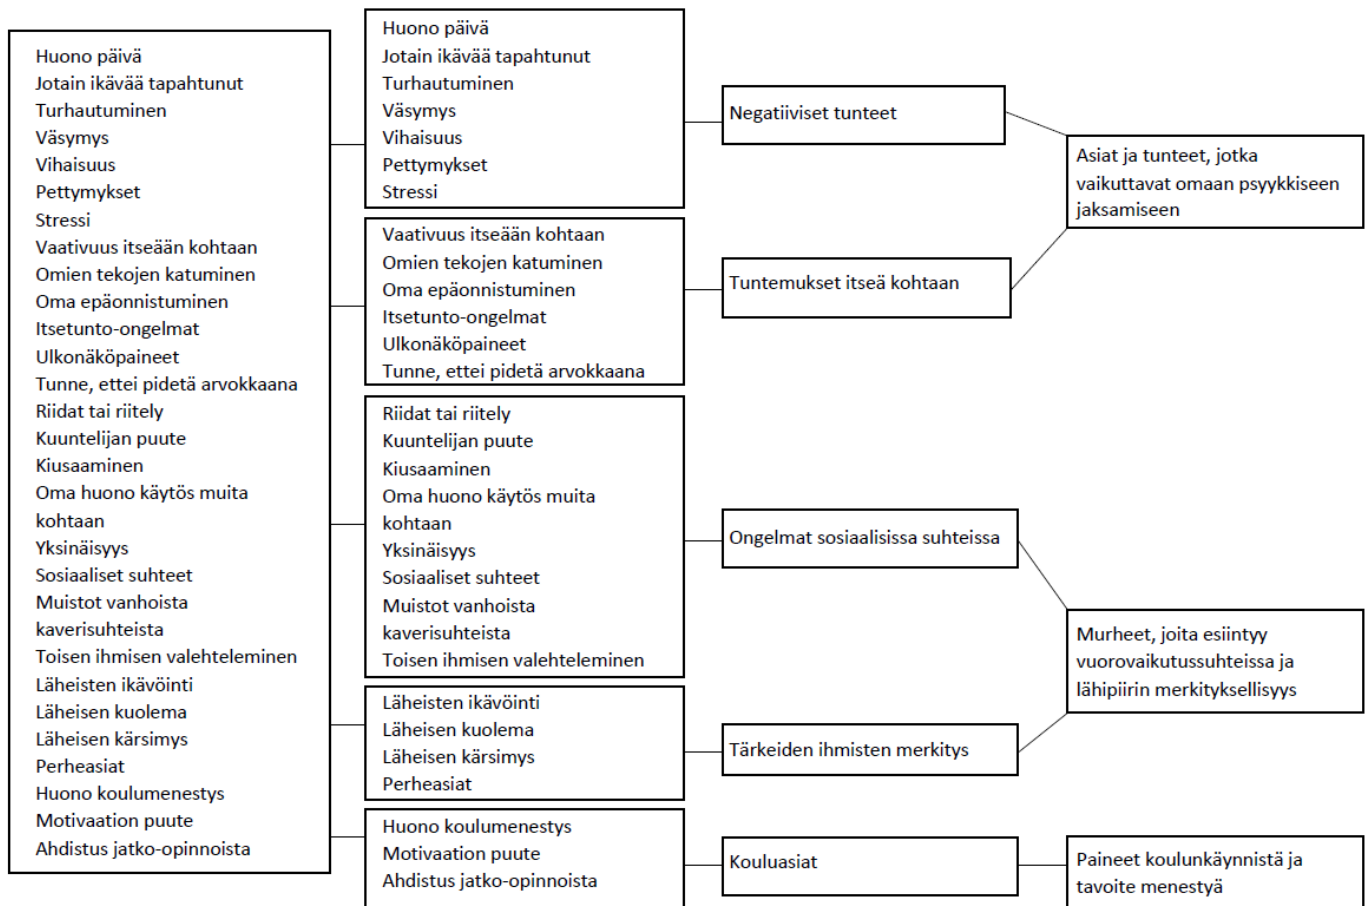 Huono päivä
Jotain ikävää tapahtunut
Turhautuminen
Väsymys
Vihaisuus
Pettymykset
Stressi
Vaativuus itseään kohtaan
Omien tekojen katuminen
Oma epäonnistuminen
Itsetunto-ongelmat
Ulkonäköpaineet
Tunne, ettei pidetä arvokkaana
Riidat tai riitely
Kuuntelijan puute
Kiusaaminen
Oma huono käytös muita
kohtaan
Yksinäisyys
Sosiaaliset suhteet
Muistot vanhoista
kaverisuhteista
Toisen ihmisen valehteleminen
Läheisten ikävöinti
Läheisen kuolema
Läheisen kärsimys
Perheasiat
Huono koulumenestys
Motivaation puute
Ahdistus jatko-opinnoista
Huono päivä
Jotain ikävää tapahtunut
Turhautuminen
Väsymys
Vihaisuus
Pettymykset
Stressi
Vaativuus itseään kohtaan
Omien tekojen katuminen
Oma epäonnistuminen
Itsetunto-ongelmat
Ulkonäköpaineet
Tunne, ettei pidetä arvokkaana
Riidat tai riitely
Kuuntelijan puute
Kiusaaminen
Oma huono käytös muita
kohtaan
Yksinäisyys
Sosiaaliset suhteet
Muistot vanhoista
kaverisuhteista
Toisen ihmisen valehteleminen
Läheisten ikävöinti
Läheisen kuolema
Läheisen kärsimys
Perheasiat
Huono koulumenestys
Motivaation puute
Ahdistus jatko-opinnoista
Negatiiviset tunteet
Tuntemukset itseä kohtaan
Ongelmat sosiaalisissa suhteissa
Tärkeiden ihmisten merkitys
Kouluasiat
Asiat ja tunteet, jotka
vaikuttavat omaan psyykkiseen
jaksamiseen
Murheet, joita esiintyy
vuorovaikutussuhteissa ja
lähipiirin merkityksellisyys
Paineet koulunkäynnistä ja
tavoite menestyä